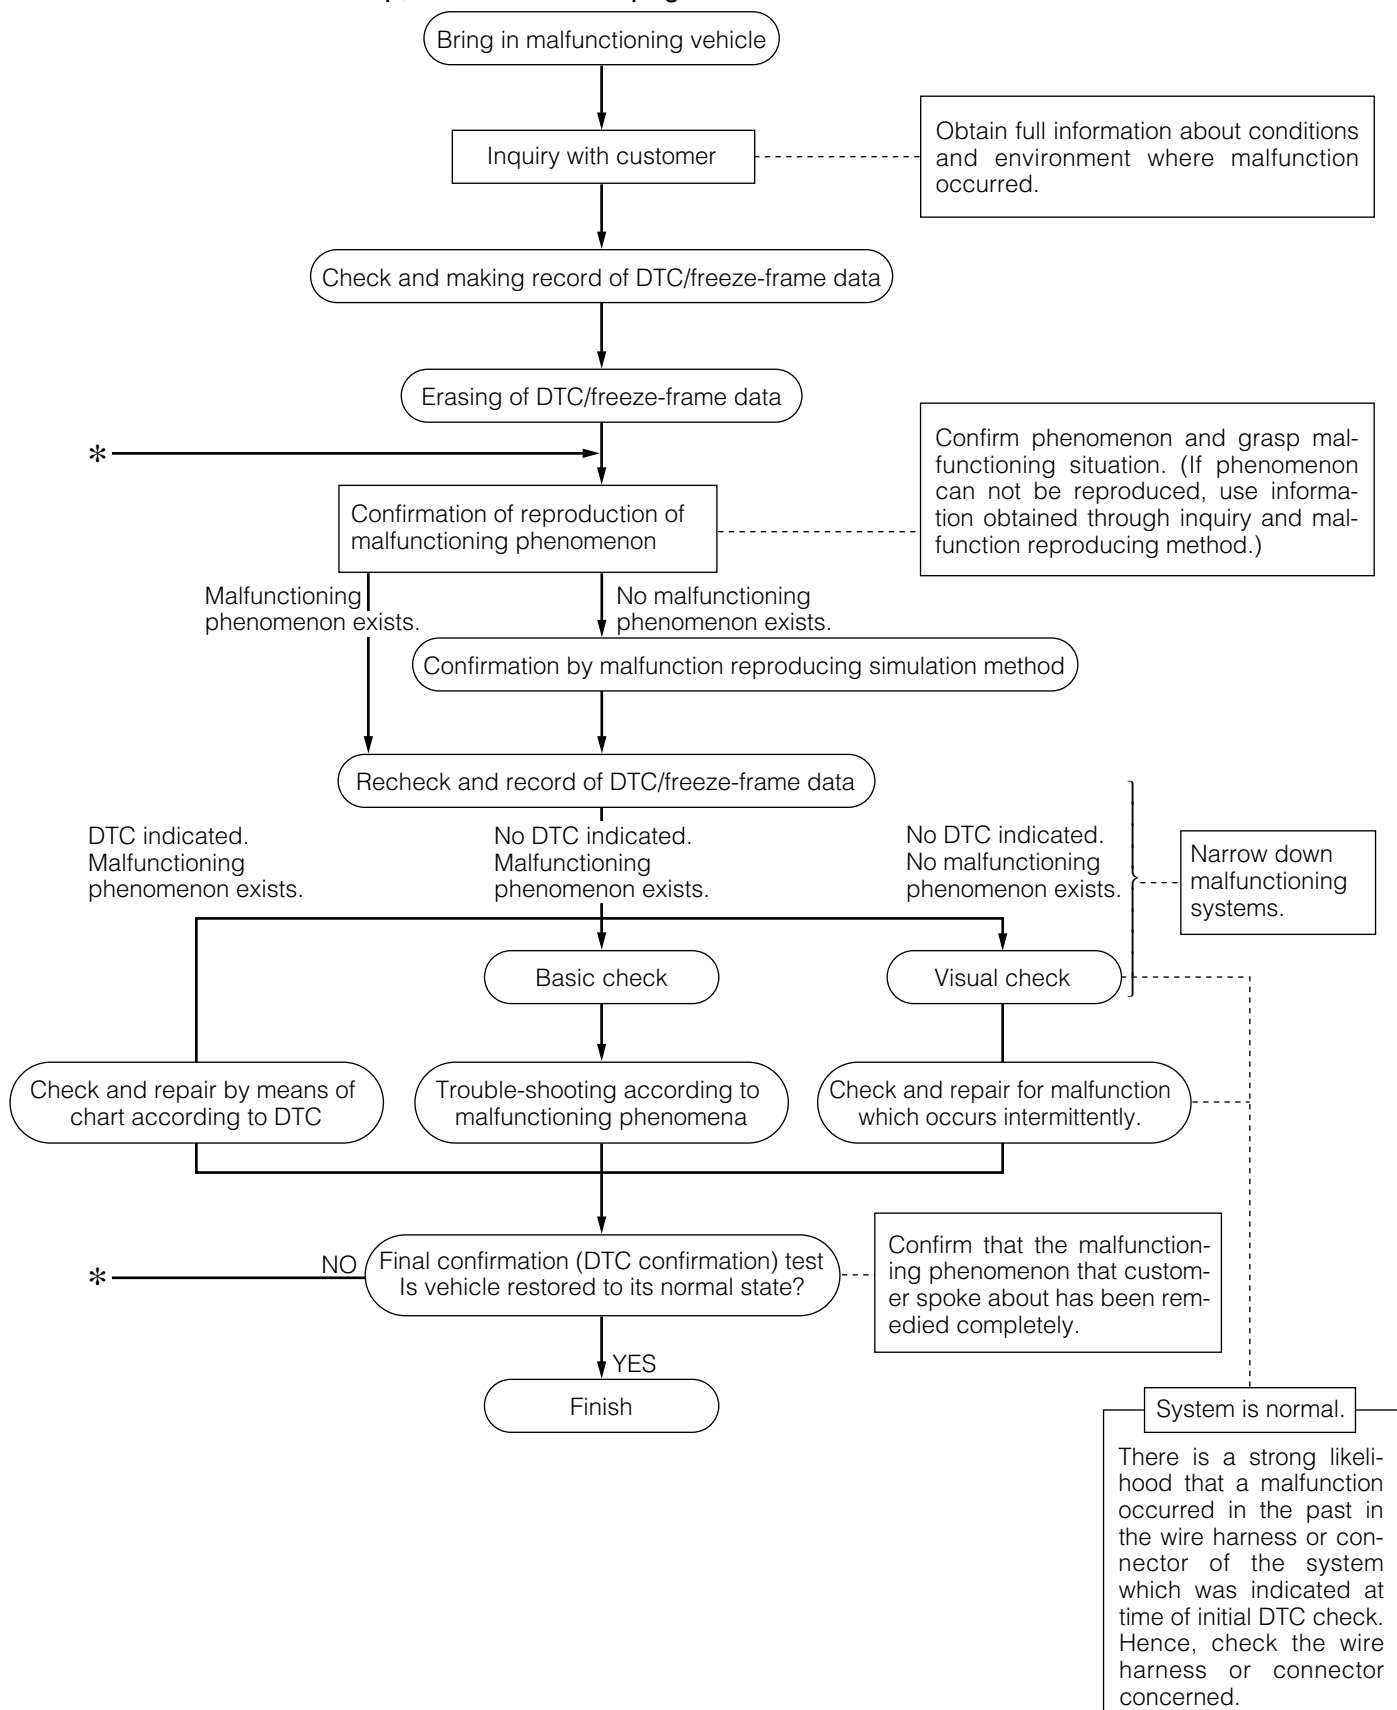 Bring in malfunctioning vehicle
Inquiry with customer
Obtain full information about conditions
and environment where malfunction
occurred.
Check and making record of DTC/freeze-frame data
Erasing of DTC/freeze-frame data
*
Confirmation of reproduction of
malfunctioning phenomenon
Confirm phenomenon and grasp mal-
functioning situation. (If phenomenon
can not be reproduced, use informa-
tion obtained through inquiry and mal-
function reproducing method.)
Malfunctioning
phenomenon exists.
No malfunctioning
phenomenon exists.
Confirmation by malfunction reproducing simulation method
Recheck and record of DTC/freeze-frame data
DTC indicated.
Malfunctioning
phenomenon exists.
No DTC indicated.
Malfunctioning
phenomenon exists.
No DTC indicated.
No malfunctioning
phenomenon exists.
Narrow down
malfunctioning
systems.
Basic check
Visual check
Check and repair by means of
chart according to DTC
Trouble-shooting according to
malfunctioning phenomena
Check and repair for malfunction
which occurs intermittently.
*
NO
Final confirmation (DTC confirmation) test
Is vehicle restored to its normal state?
Confirm that the malfunction-
ing phenomenon that custom-
er spoke about has been rem-
edied completely.
YES
Finish
System is normal.
There is a strong likeli-
hood that a malfunction
occurred in the past in
the wire harness or con-
nector of the system
which was indicated at
time of initial DTC check.
Hence, check the wire
harness or connector
concerned.